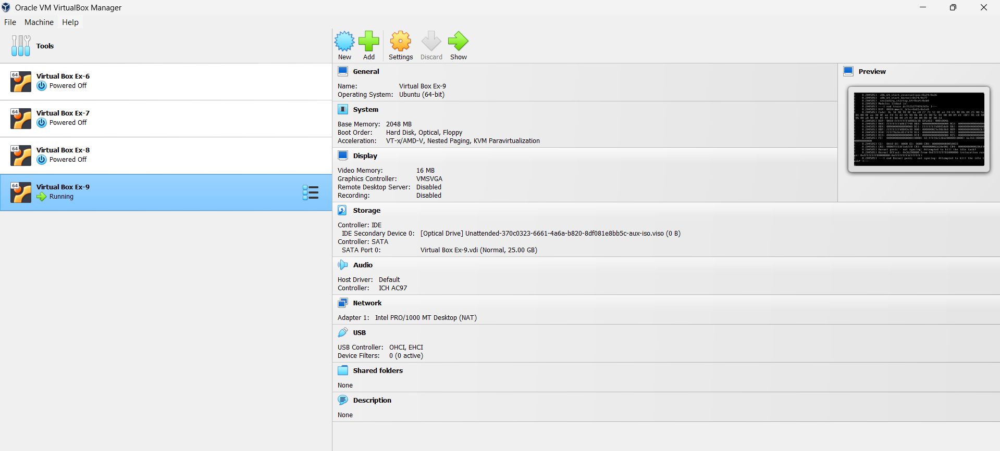 Oracle VM VirtualBox Manager
File Machine Help
Tools
New Add Settings Discard Show
64 Virtual Box Ex-6
Powered Off
64 Virtual Box Ex-7
Powered Off
64 Virtual Box Ex-8
Powered Off
64 Virtual Box Ex-9
Running
General
Name: Virtual Box Ex-9
Operating System: Ubuntu (64-bit)
System
Base Memory: 2048 MB
Boot Order: Hard Disk, Optical, Floppy
Acceleration: VT-x/AMD-V, Nested Paging, KVM Paravirtualization
Display
Video Memory: 16 MB
Graphics Controller: VMSVGA
Remote Desktop Server: Disabled
Recording: Disabled
Storage
Controller: IDE
IDE Secondary Device 0: [Optical Drive] Unattended-370c0323-6661-4a6a-b820-8df081e8bb5c-aux-iso.viso (0 B)
Controller: SATA
SATA Port 0: Virtual Box Ex-9.vdi (Normal, 25.00 GB)
Audio
Host Driver: Default
Controller: ICH AC97
Network
Adapter 1: Intel PRO/1000 MT Desktop (NAT)
USB
USB Controller: OHCI, EHCI
Device Filters: 0 (0 active)
Shared folders
None
Description
None
Preview